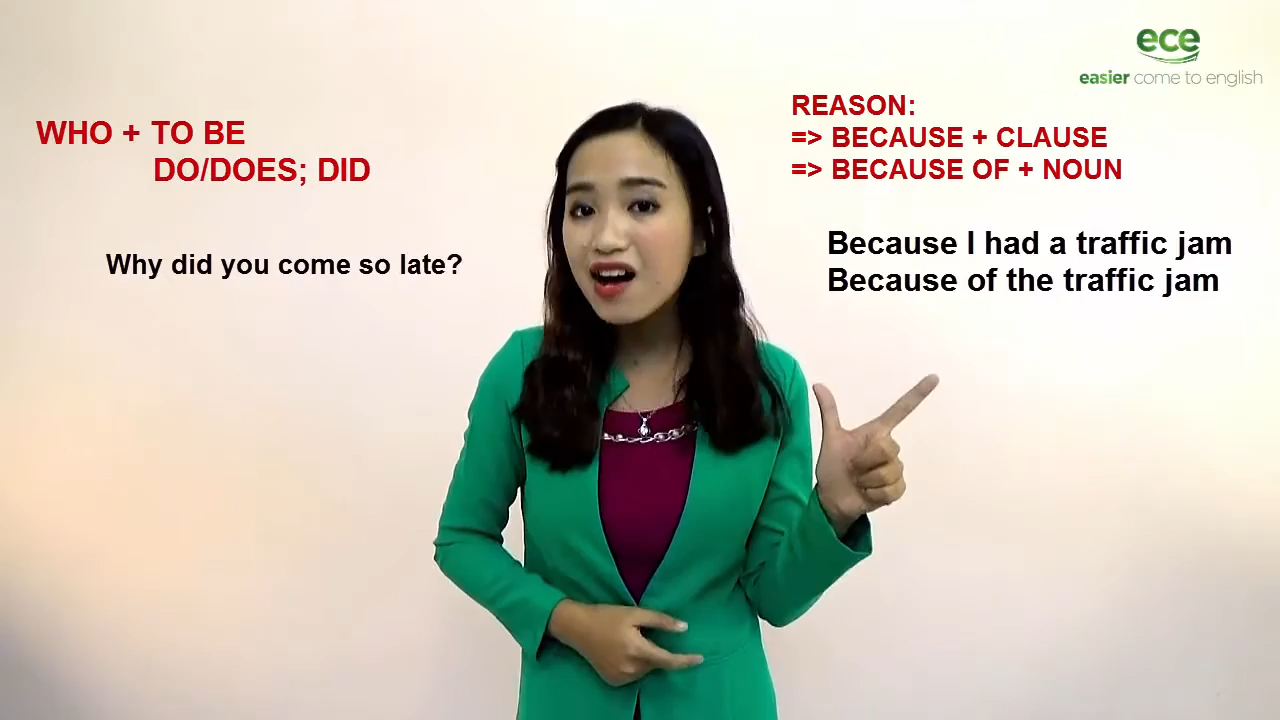 ece
easier come to english
WHO + TO BE
DO/DOES; DID
Why did you come so late?
REASON:
=> BECAUSE + CLAUSE
=> BECAUSE OF + NOUN
Because I had a traffic jam
Because of the traffic jam